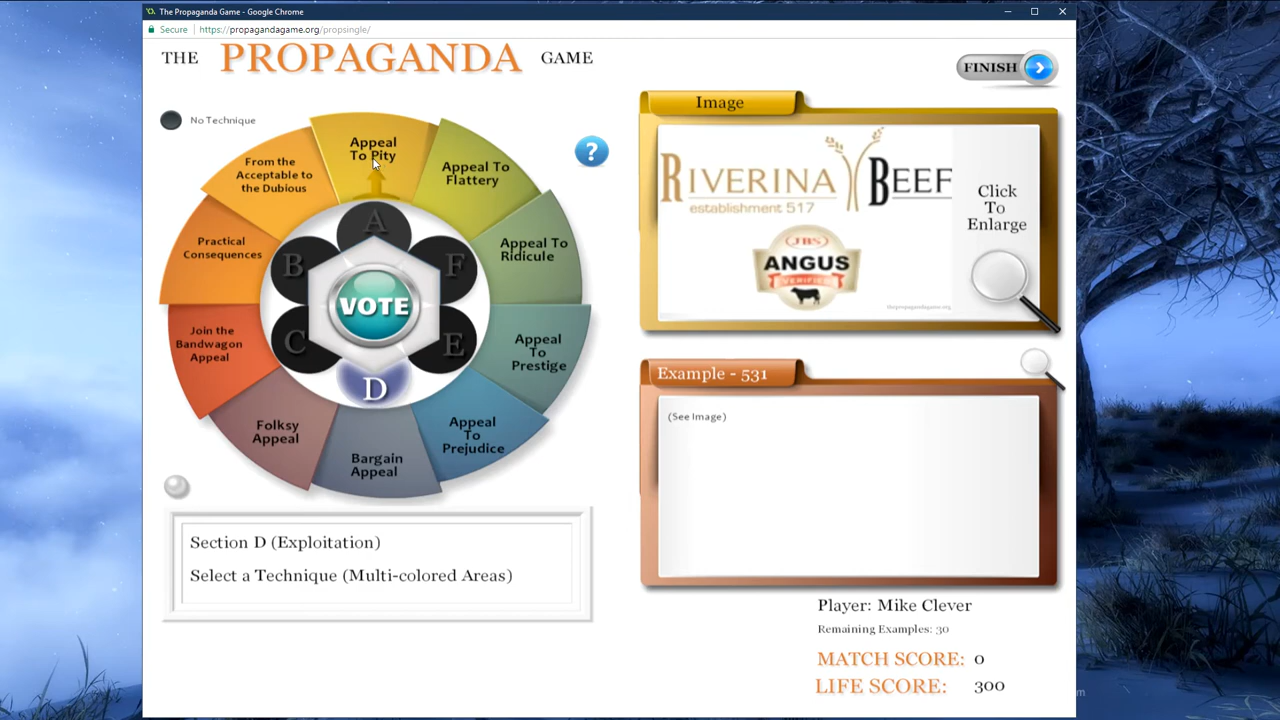 The Propaganda Game - Google Chrome
Secure https://propagandagame.org/propsingle/
THE PROPAGANDA GAME
FINISH
No Technique
?
Appeal
To Pity
Appeal To
Flattery
Appeal To
Ridicule
Appeal
To
Prestige
Appeal
To
Prejudice
Bargain
Appeal
Folksy
Appeal
Join the
Bandwagon
Appeal
Practical
Consequences
From the
Acceptable to
the Dubious
A
B
C
D
E
F
VOTE
Section D (Exploitation)
Select a Technique (Multi-colored Areas)
Image
RIVERINA BEEF
establishment 517
JBS
ANGUS
VERIFIED
thepropagandagame.org
Click
To
Enlarge
Example - 531
(See Image)
Player: Mike Clever
Remaining Examples: 30
MATCH SCORE: 0
LIFE SCORE: 300